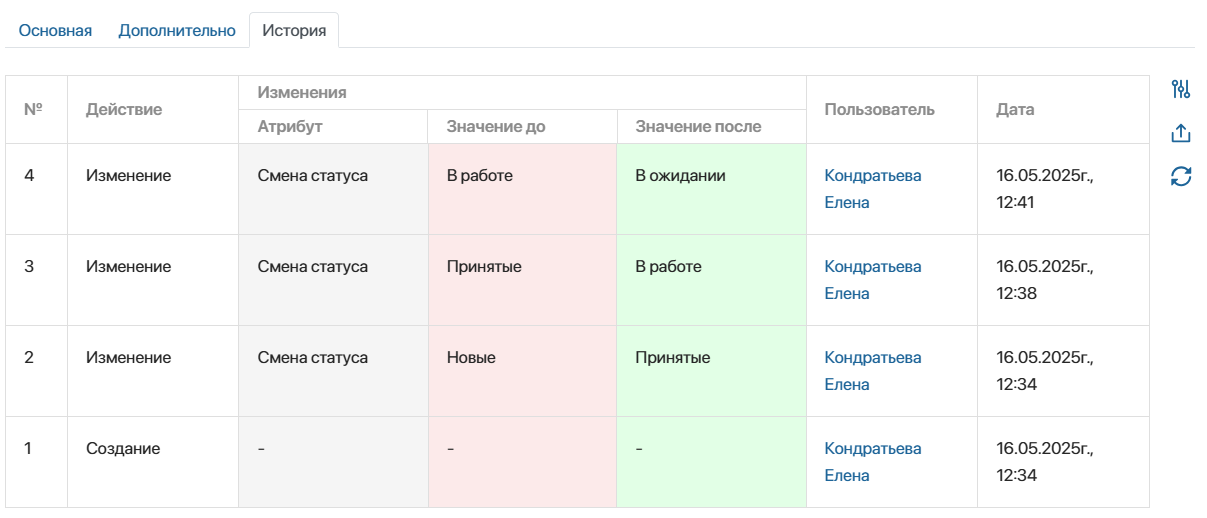 Основная Дополнительно История
№ Действие Изменения Пользователь Дата
Атрибут Значение до Значение после
4 Изменение Смена статуса В работе В ожидании Кондратьева 16.05.2025г.,
Елена 12:41
3 Изменение Смена статуса Принятые В работе Кондратьева 16.05.2025г.,
Елена 12:38
2 Изменение Смена статуса Новые Принятые Кондратьева 16.05.2025г.,
Елена 12:34
1 Создание - - - Кондратьева 16.05.2025г.,
Елена 12:34